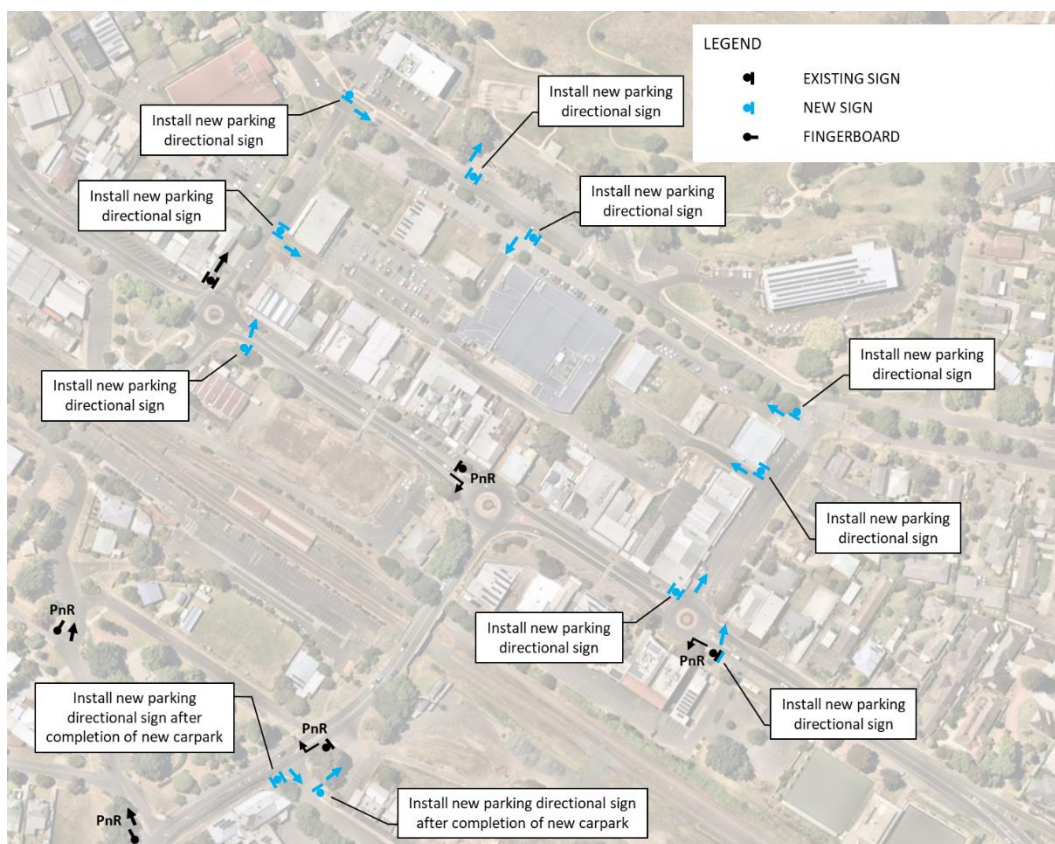 LEGEND
EXISTING SIGN
NEW SIGN
FINGERBOARD
Install new parking
directional sign
Install new parking
directional sign
Install new parking
directional sign
Install new parking
directional sign
Install new parking
directional sign
Install new parking
directional sign
PnR
Install new parking
directional sign
PnR
Install new parking
directional sign
PnR
Install new parking
directional sign
Install new parking
directional sign after
completion of new carpark
PnR
Install new parking directional sign
after completion of new carpark
PnR